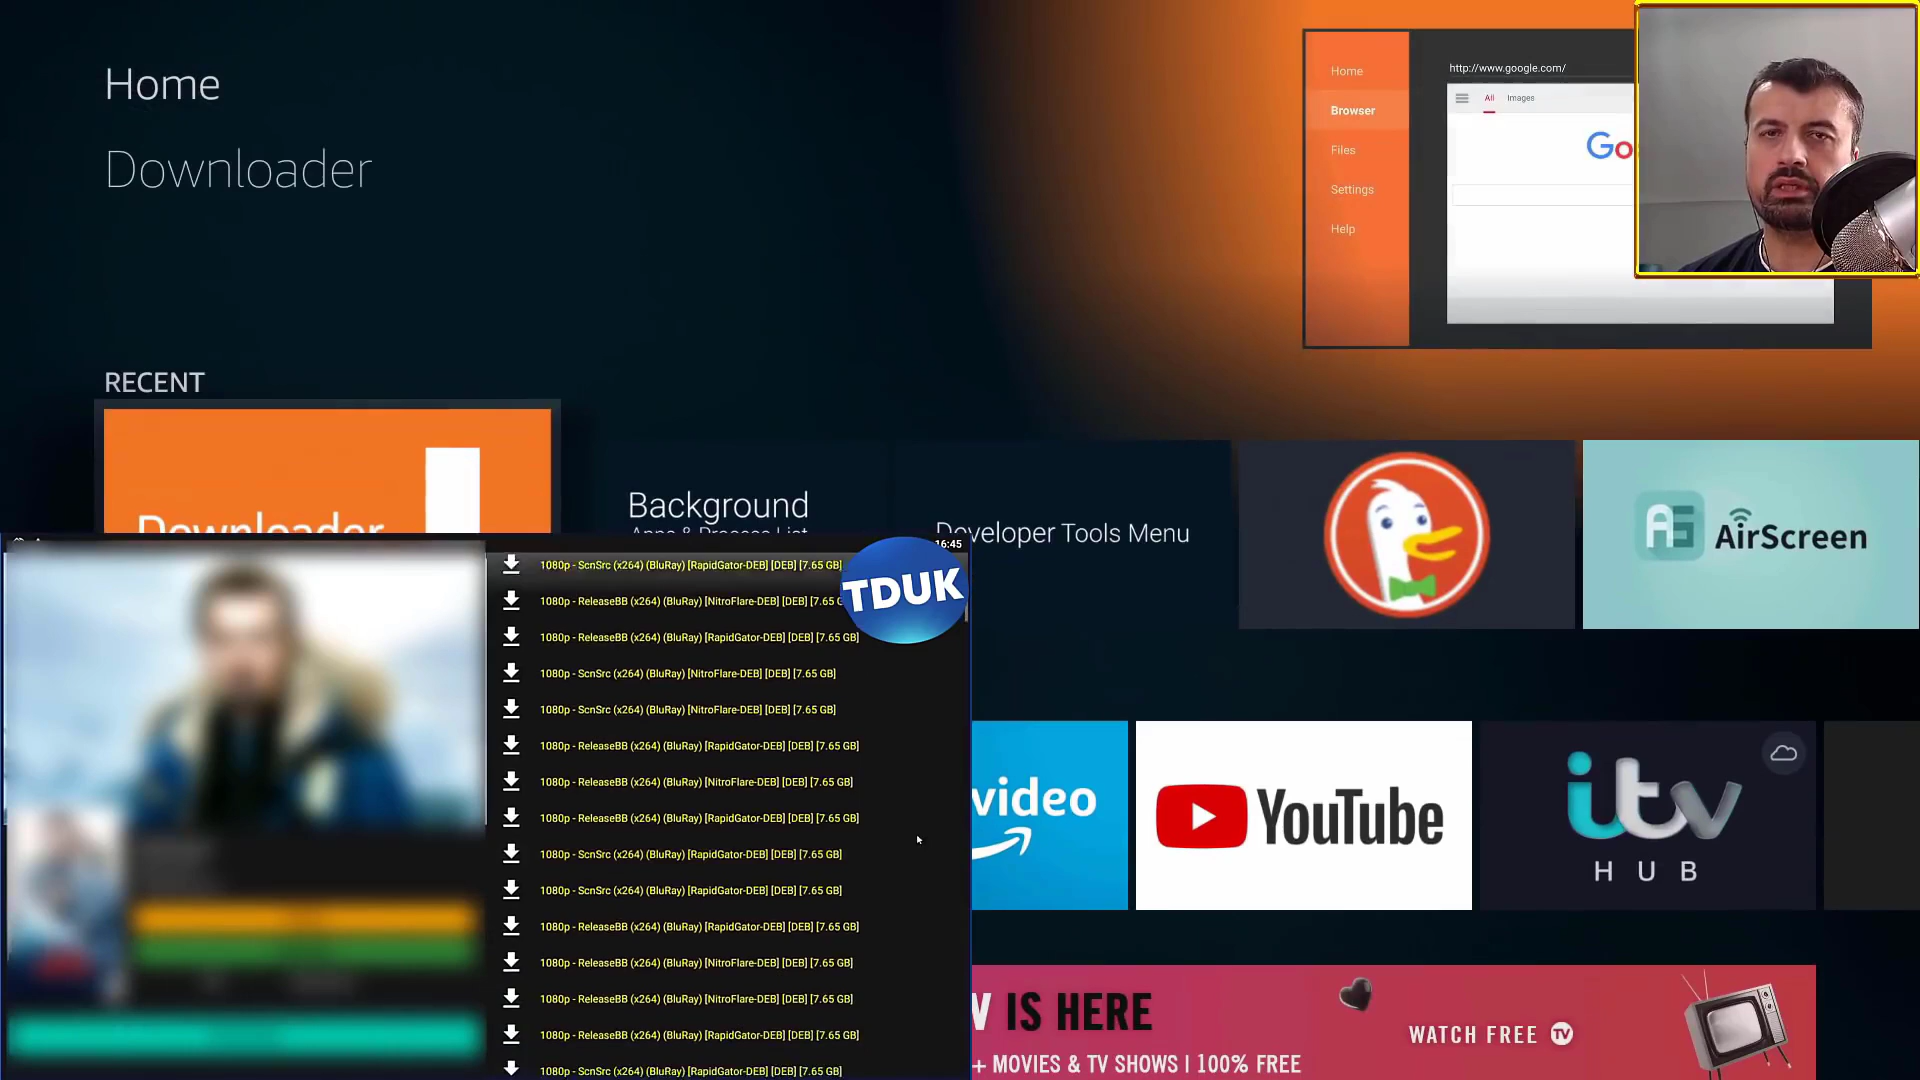 Home
Downloader
Home
Browser
Files
Settings
Help
http://www.google.com/
All Images
Go
RECENT
Downloader
Background
Apps & Process List
Developer Tools Menu
AirScreen
16:45
TDUK
1080p - ScnSrc (x264) (BluRay) [RapidGator-DEB] [DEB] [7.65 GB]
1080p - ReleaseBB (x264) (BluRay) [NitroFlare-DEB] [DEB] [7.65 G
1080p - ReleaseBB (x264) (BluRay) [RapidGator-DEB] [DEB] [7.65 GB]
1080p - ScnSrc (x264) (BluRay) [NitroFlare-DEB] [DEB] [7.65 GB]
1080p - ScnSrc (x264) (BluRay) [NitroFlare-DEB] [DEB] [7.65 GB]
1080p - ReleaseBB (x264) (BluRay) [RapidGator-DEB] [DEB] [7.65 GB]
1080p - ReleaseBB (x264) (BluRay) [NitroFlare-DEB] [DEB] [7.65 GB]
1080p - ReleaseBB (x264) (BluRay) [RapidGator-DEB] [DEB] [7.65 GB]
1080p - ScnSrc (x264) (BluRay) [RapidGator-DEB] [DEB] [7.65 GB]
1080p - ScnSrc (x264) (BluRay) [RapidGator-DEB] [DEB] [7.65 GB]
1080p - ReleaseBB (x264) (BluRay) [RapidGator-DEB] [DEB] [7.65 GB]
1080p - ReleaseBB (x264) (BluRay) [NitroFlare-DEB] [DEB] [7.65 GB]
1080p - ReleaseBB (x264) (BluRay) [NitroFlare-DEB] [DEB] [7.65 GB]
1080p - ReleaseBB (x264) (BluRay) [RapidGator-DEB] [DEB] [7.65 GB]
1080p - ScnSrc (x264) (BluRay) [RapidGator-DEB] [DEB] [7.65 GB]
video
YouTube
itv
HUB
IS HERE
+ MOVIES & TV SHOWS | 100% FREE
WATCH FREE TV